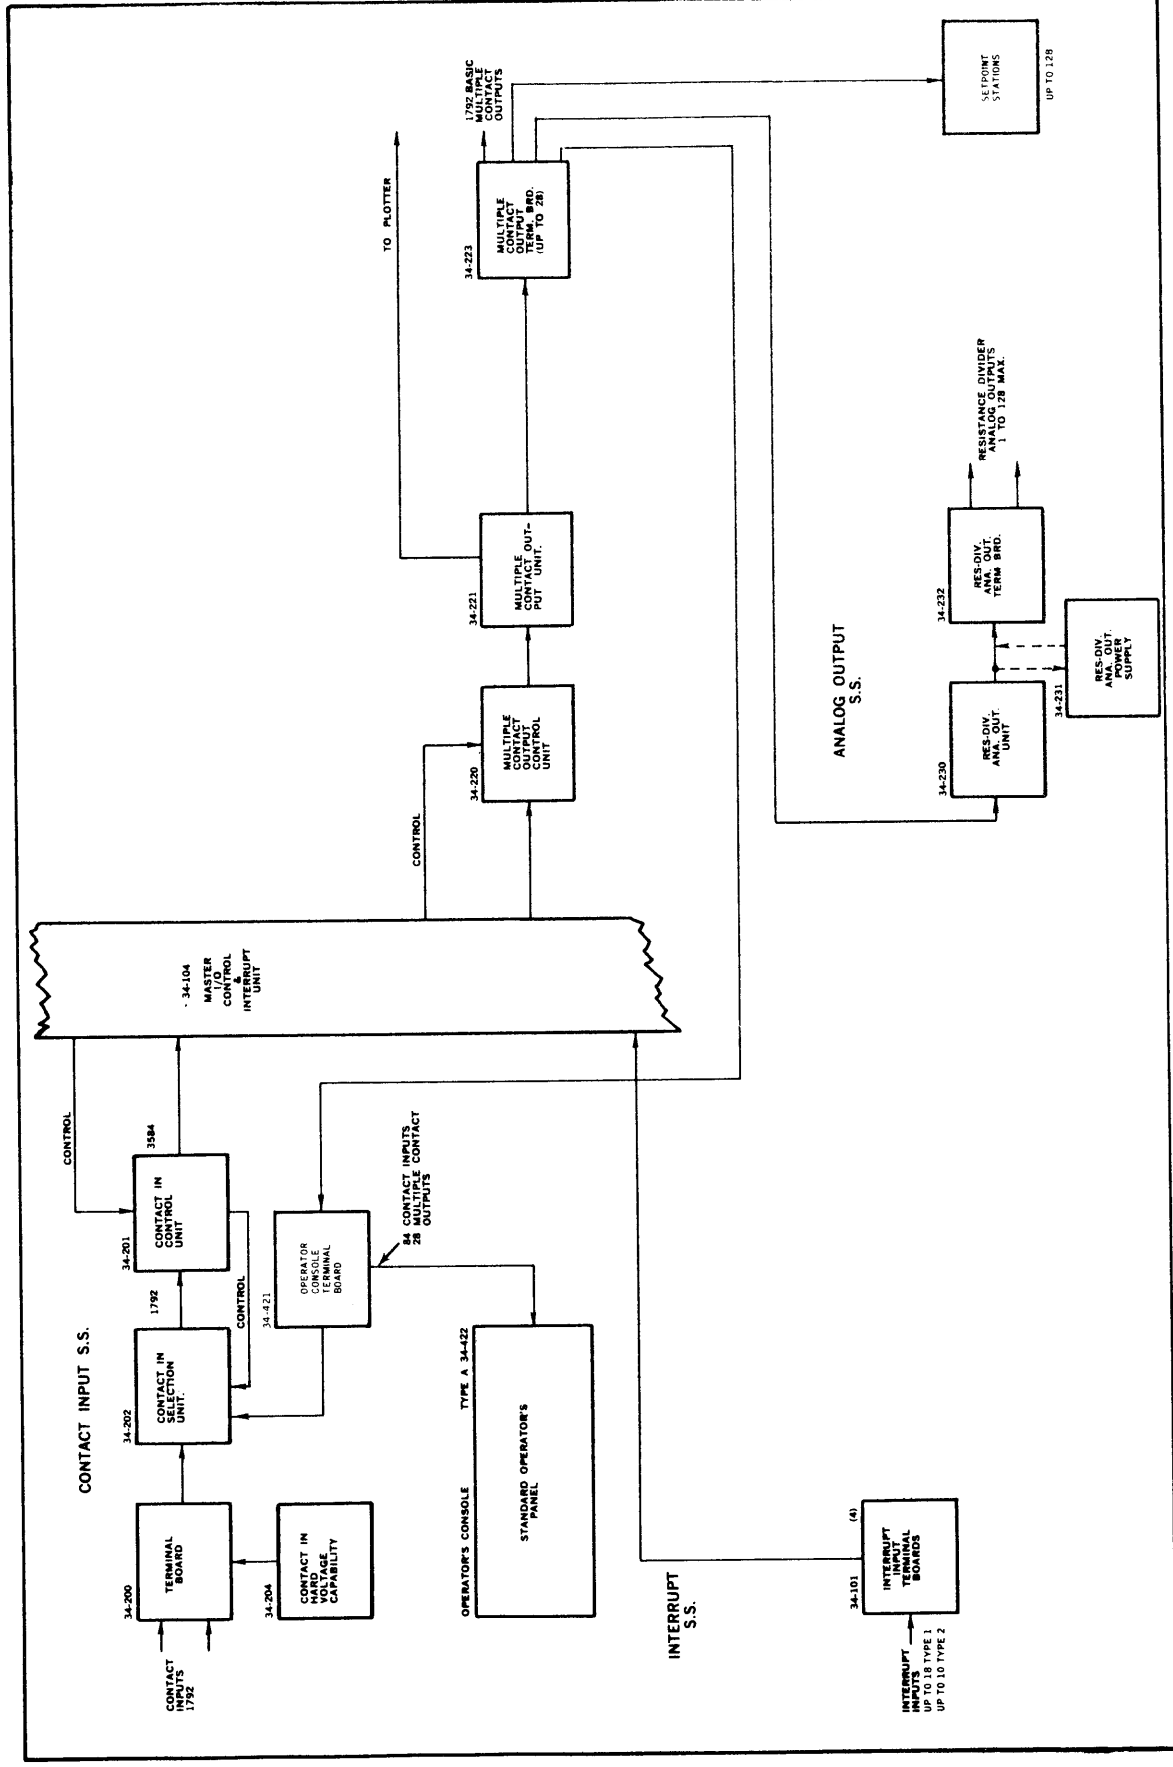 CONTACT INPUT S.S.
CONTACT
INPUTS
1792
34-200
TERMINAL
BOARD
34-204
CONTACT IN
HARD
VOLTAGE
CAPABILITY
34-202
CONTACT IN
SELECTION
UNIT.
1792
CONTROL
34-201
CONTACT IN
CONTROL
UNIT
3584
CONTROL
34-421
OPERATOR
CONSOLE
TERMINAL
BOARD
84 CONTACT INPUTS
28 MULTIPLE CONTACT
OUTPUTS
OPERATOR'S CONSOLE
TYPE A 34-422
STANDARD OPERATOR'S
PANEL
34-104
MASTER
I/O
CONTROL
&
INTERRUPT
UNIT
CONTROL
34-220
MULTIPLE
CONTACT
OUTPUT
CONTROL
UNIT
34-221
MULTIPLE
CONTACT OUT-
PUT UNIT.
TO PLOTTER
34-223
MULTIPLE
CONTACT
OUTPUT
TERM. BRD.
(UP TO 28)
1792 BASIC
MULTIPLE
CONTACT
OUTPUTS
SETPOINT
STATIONS
UP TO 128
INTERRUPT
S.S.
INTERRUPT
INPUTS
UP TO 18 TYPE 1
UP TO 10 TYPE 2
34-101
(4)
INTERRUPT
INPUT
TERMINAL
BOARDS
ANALOG OUTPUT
S.S.
34-230
RES-DIV.
ANA. OUT.
UNIT
34-231
RES-DIV.
ANA. OUT.
POWER
SUPPLY
34-232
RES-DIV.
ANA. OUT.
TERM BRD.
RESISTANCE DIVIDER
ANALOG OUTPUTS
1 TO 128 MAX.